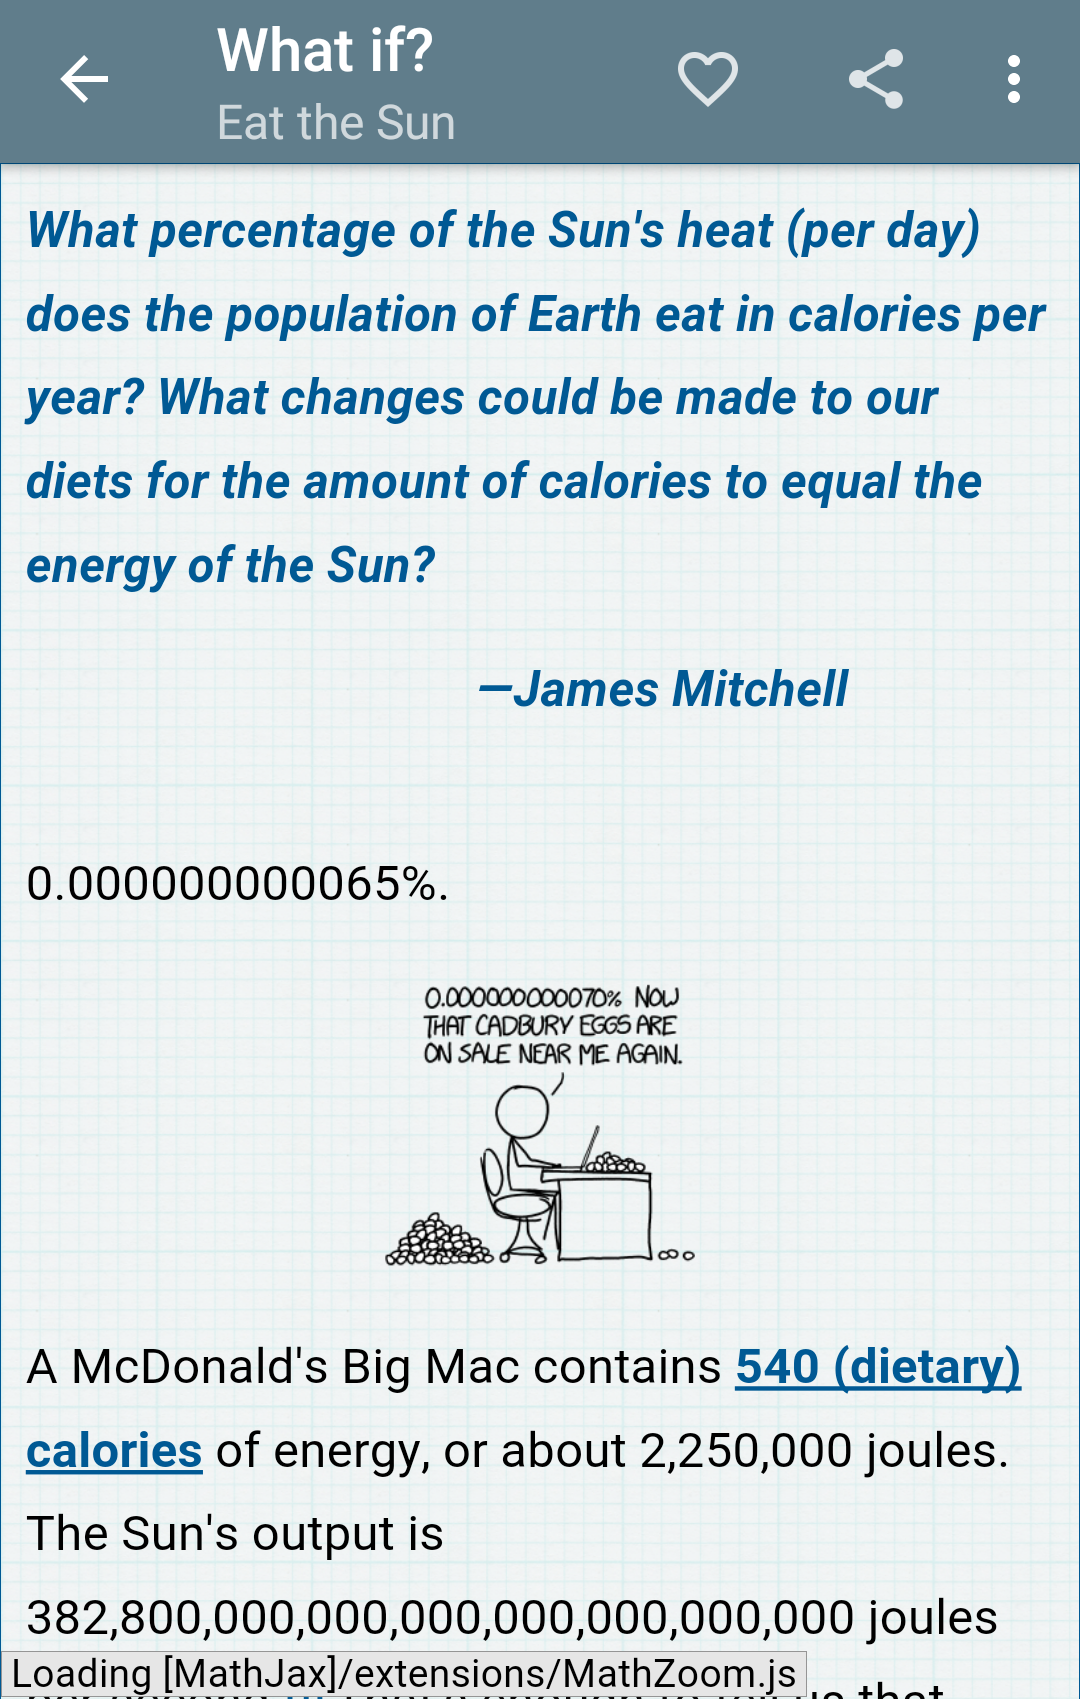 What if?
Eat the Sun
What percentage of the Sun's heat (per day)
does the population of Earth eat in calories per
year? What changes could be made to our
diets for the amount of calories to equal the
energy of the Sun?
—James Mitchell
0.000000000065%.
0.000000000070% NOW
THAT CADBURY EGGS ARE
ON SALE NEAR ME AGAIN.
A McDonald's Big Mac contains 540 (dietary)
calories of energy, or about 2,250,000 joules.
The Sun's output is
382,800,000,000,000,000,000,000,000 joules
Loading [MathJax]/extensions/MathZoom.js